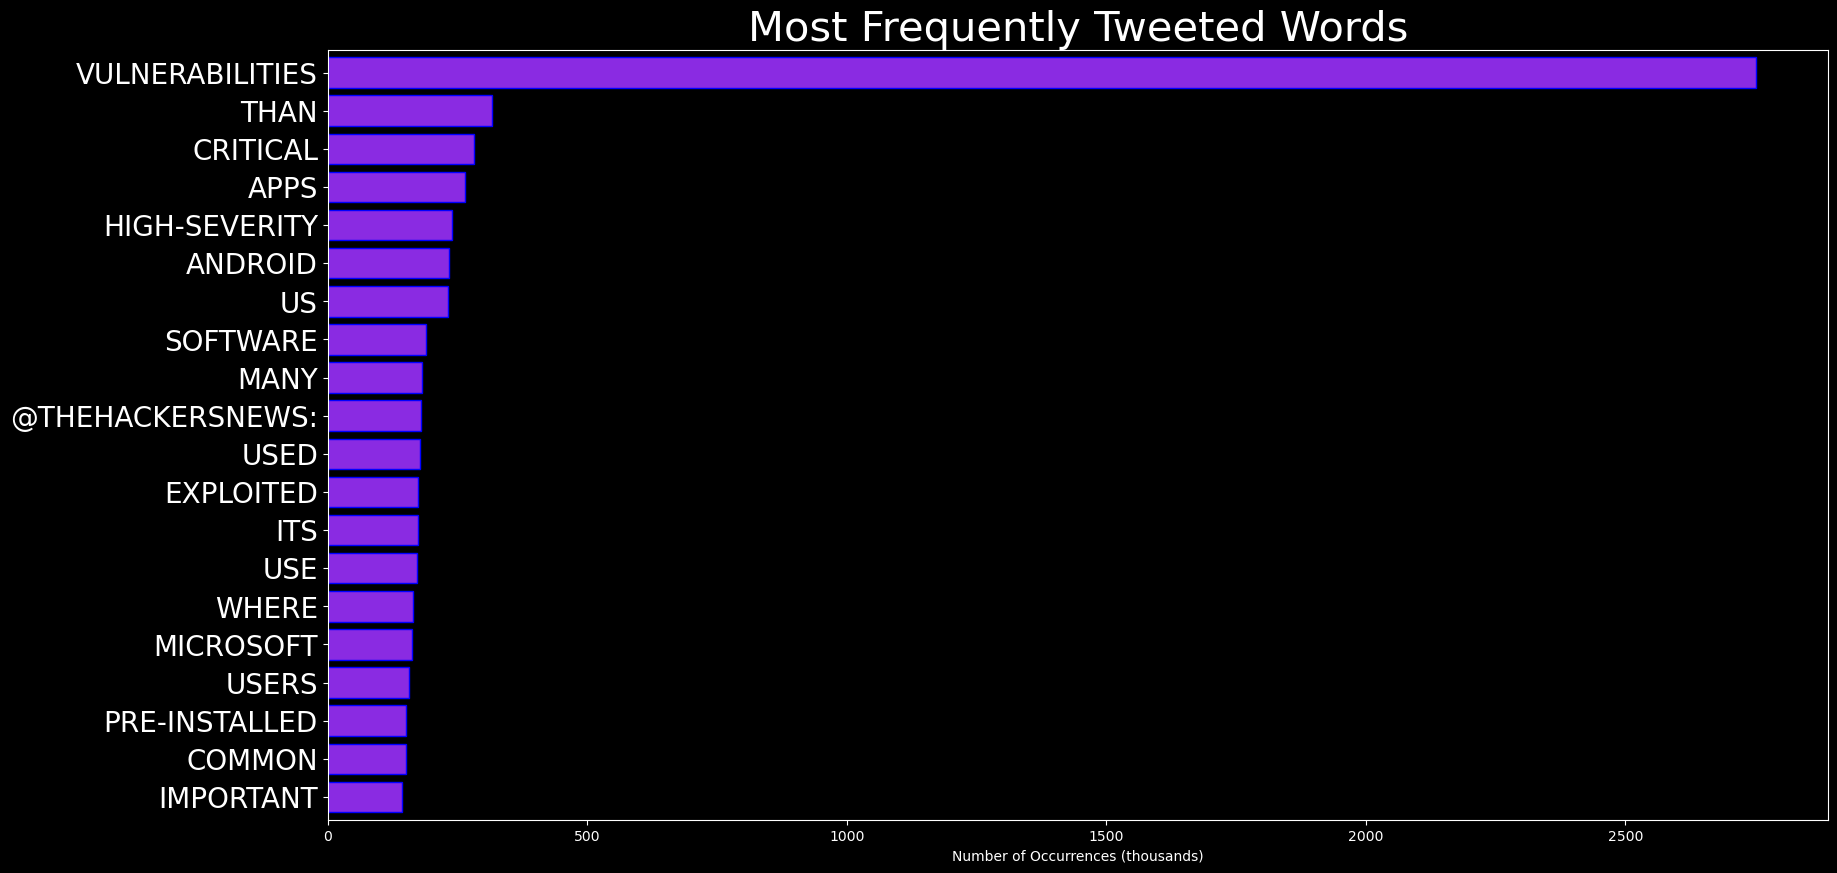 Most Frequently Tweeted Words
VULNERABILITIES
THAN
CRITICAL
APPS
HIGH-SEVERITY
ANDROID
US
SOFTWARE
MANY
@THEHACKERSNEWS:
USED
EXPLOITED
ITS
USE
WHERE
MICROSOFT
USERS
PRE-INSTALLED
COMMON
IMPORTANT
0 500 1000 1500 2000 2500
Number of Occurrences (thousands)